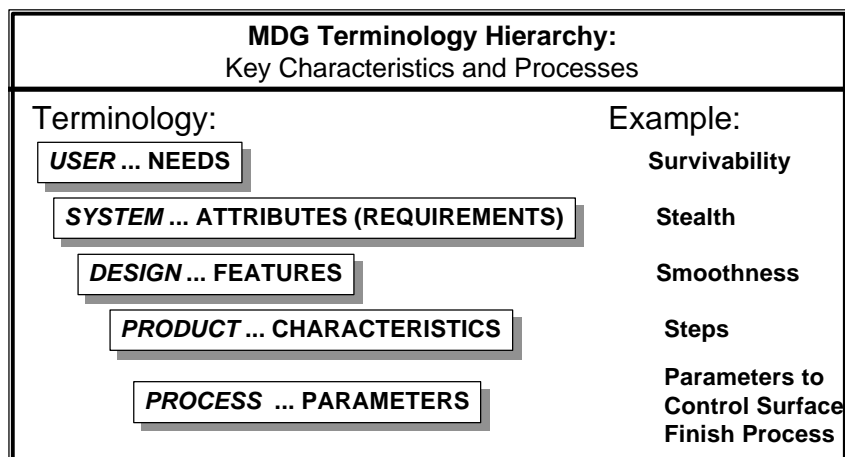 MDG Terminology Hierarchy:
Key Characteristics and Processes
Terminology: Example:
USER ... NEEDS Survivability
SYSTEM ... ATTRIBUTES (REQUIREMENTS) Stealth
DESIGN ... FEATURES Smoothness
PRODUCT ... CHARACTERISTICS Steps
PROCESS ... PARAMETERS Parameters to
Control Surface
Finish Process